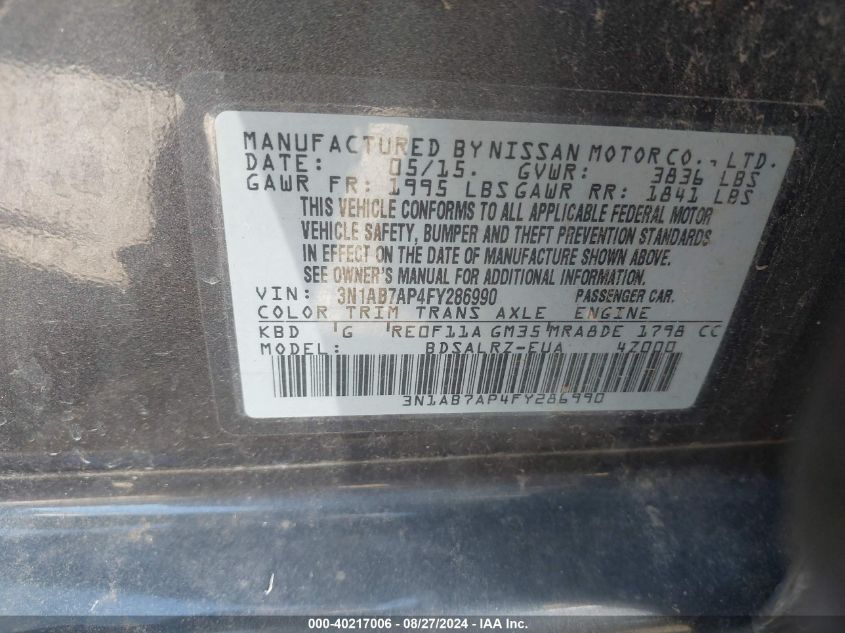 MANUFACTURED BY NISSAN MOTOR CO., LTD.
DATE: 05/15. GVWR: 3836 LBS
GAWR FR: 1995 LBS GAWR RR: 1841 LBS
THIS VEHICLE CONFORMS TO ALL APPLICABLE FEDERAL MOTOR
VEHICLE SAFETY, BUMPER AND THEFT PREVENTION STANDARDS
IN EFFECT ON THE DATE OF MANUFACTURE SHOWN ABOVE.
SEE OWNER'S MANUAL FOR ADDITIONAL INFORMATION.
VIN: 3N1AB7AP4FY286990 PASSENGER CAR.
COLOR TRIM TRANS AXLE ENGINE
KBD G RE0F11A GM35 MRA8DE 1798 CC
MODEL: BDSALRZ-EUA 4Z000
3N1AB7AP4FY286990
000-40217006 - 08/27/2024 - IAA Inc.